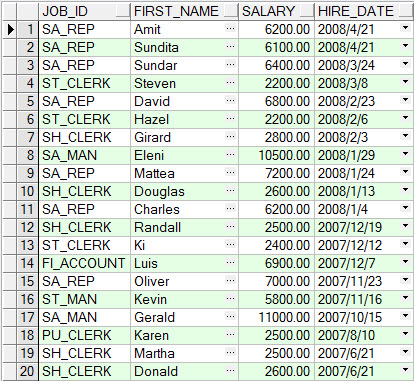 JOB_ID FIRST_NAME SALARY HIRE_DATE
1 SA_REP Amit ... 6200.00 2008/4/21
2 SA_REP Sundita ... 6100.00 2008/4/21
3 SA_REP Sundar ... 6400.00 2008/3/24
4 ST_CLERK Steven ... 2200.00 2008/3/8
5 SA_REP David ... 6800.00 2008/2/23
6 ST_CLERK Hazel ... 2200.00 2008/2/6
7 SH_CLERK Girard ... 2800.00 2008/2/3
8 SA_MAN Eleni ... 10500.00 2008/1/29
9 SA_REP Mattea ... 7200.00 2008/1/24
10 SH_CLERK Douglas ... 2600.00 2008/1/13
11 SA_REP Charles ... 6200.00 2008/1/4
12 SH_CLERK Randall ... 2500.00 2007/12/19
13 ST_CLERK Ki ... 2400.00 2007/12/12
14 FI_ACCOUNT Luis ... 6900.00 2007/12/7
15 SA_REP Oliver ... 7000.00 2007/11/23
16 ST_MAN Kevin ... 5800.00 2007/11/16
17 SA_MAN Gerald ... 11000.00 2007/10/15
18 PU_CLERK Karen ... 2500.00 2007/8/10
19 SH_CLERK Martha ... 2500.00 2007/6/21
20 SH_CLERK Donald ... 2600.00 2007/6/21